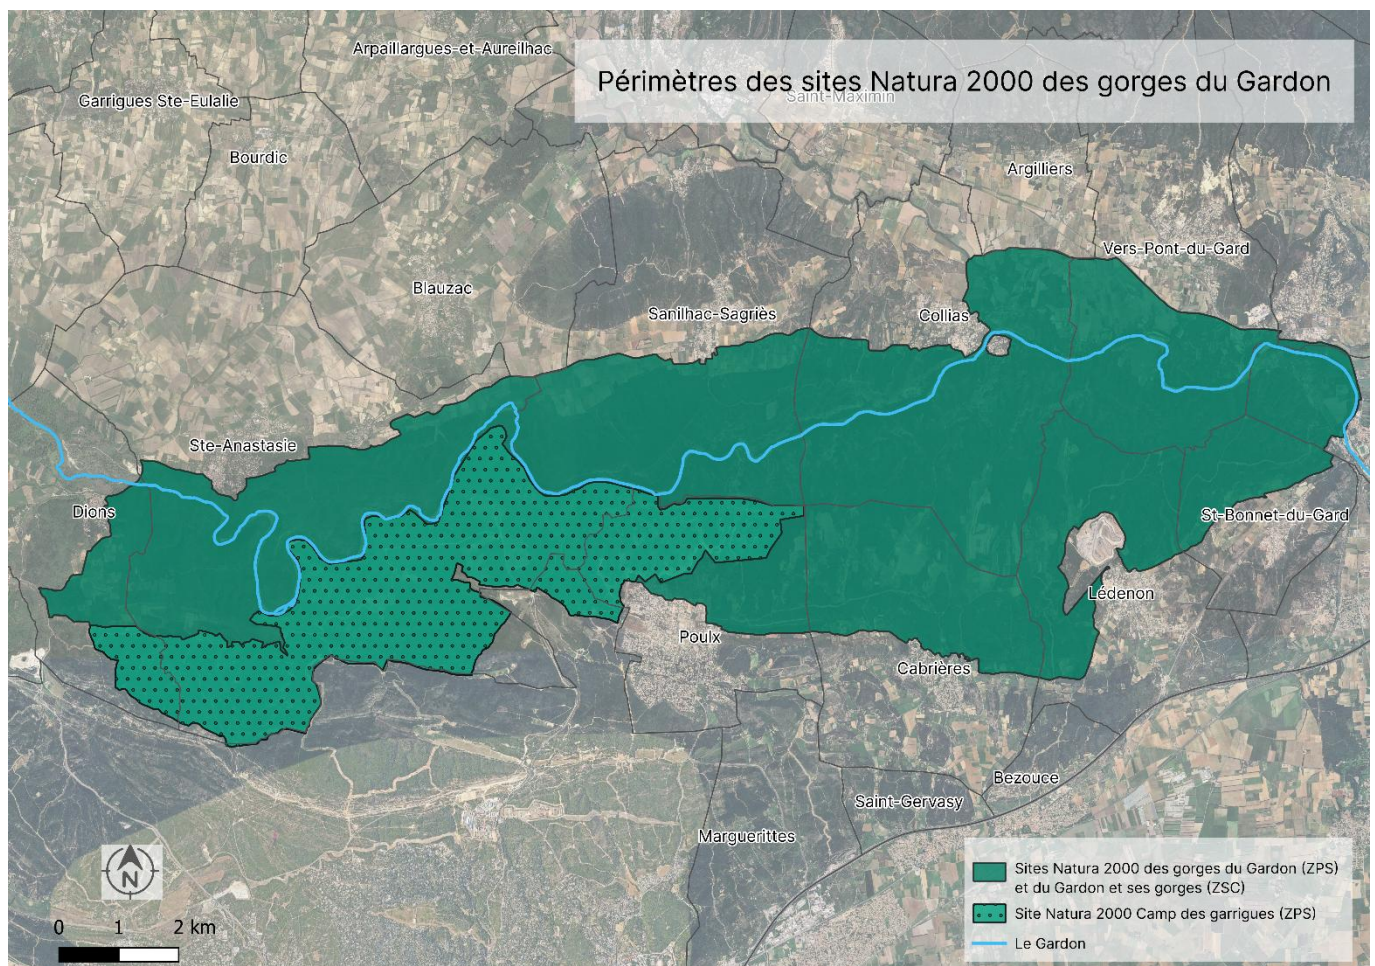 Arpaillargues-et-Aureilhac
Périmètres des sites Natura 2000 des gorges du Gardon
Saint-Maximin
Garrigues Ste-Eulalie
Bourdic
Argilliers
Vers-Pont-du-Gard
Blauzac
Sanilhac-Sagriès
Collias
Ste-Anastasie
Dions
St-Bonnet-du-Gard
Lédenon
Poulx
Cabrières
Bezouce
Saint-Gervasy
Marguerittes
N
0 1 2 km
Sites Natura 2000 des gorges du Gardon (ZPS)
et du Gardon et ses gorges (ZSC)
Site Natura 2000 Camp des garrigues (ZPS)
Le Gardon